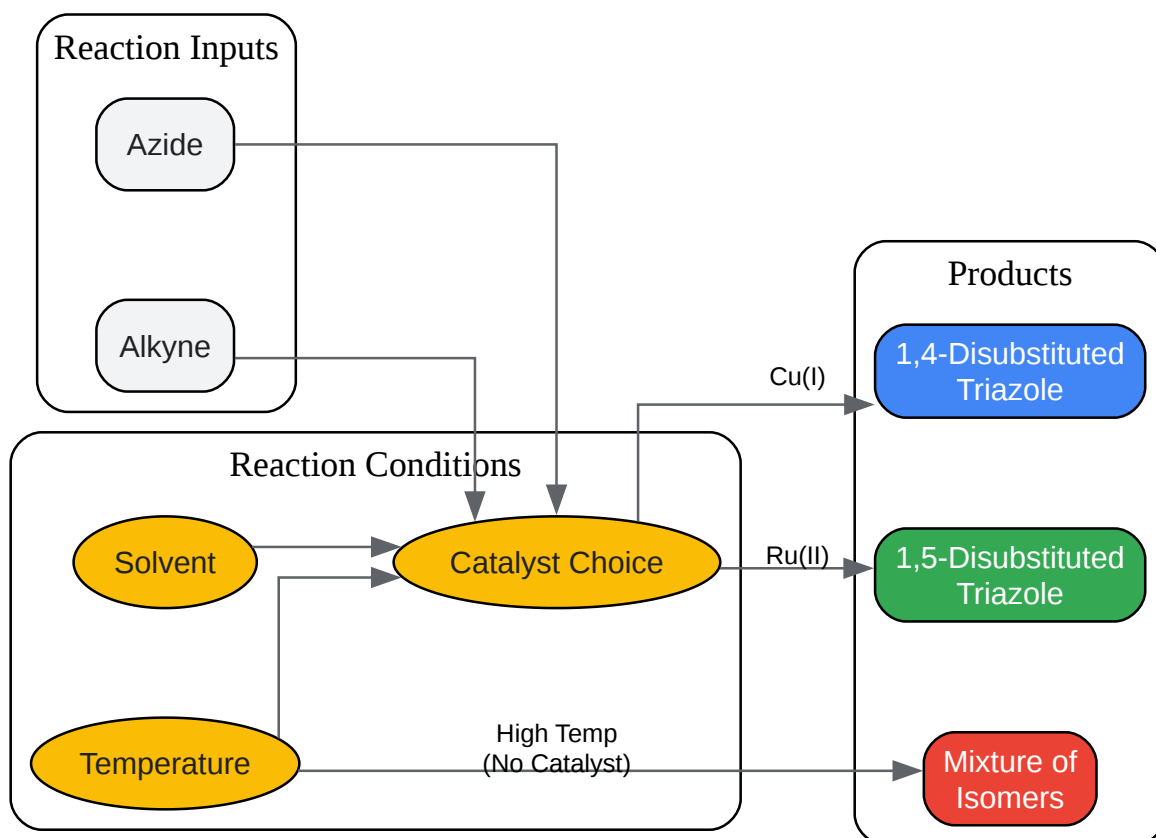 Reaction Inputs
Azide
Alkyne
Reaction Conditions
Solvent
Catalyst Choice
Temperature
High Temp
(No Catalyst)
Cu(I)
Ru(II)
Products
1,4-Disubstituted
Triazole
1,5-Disubstituted
Triazole
Mixture of
Isomers